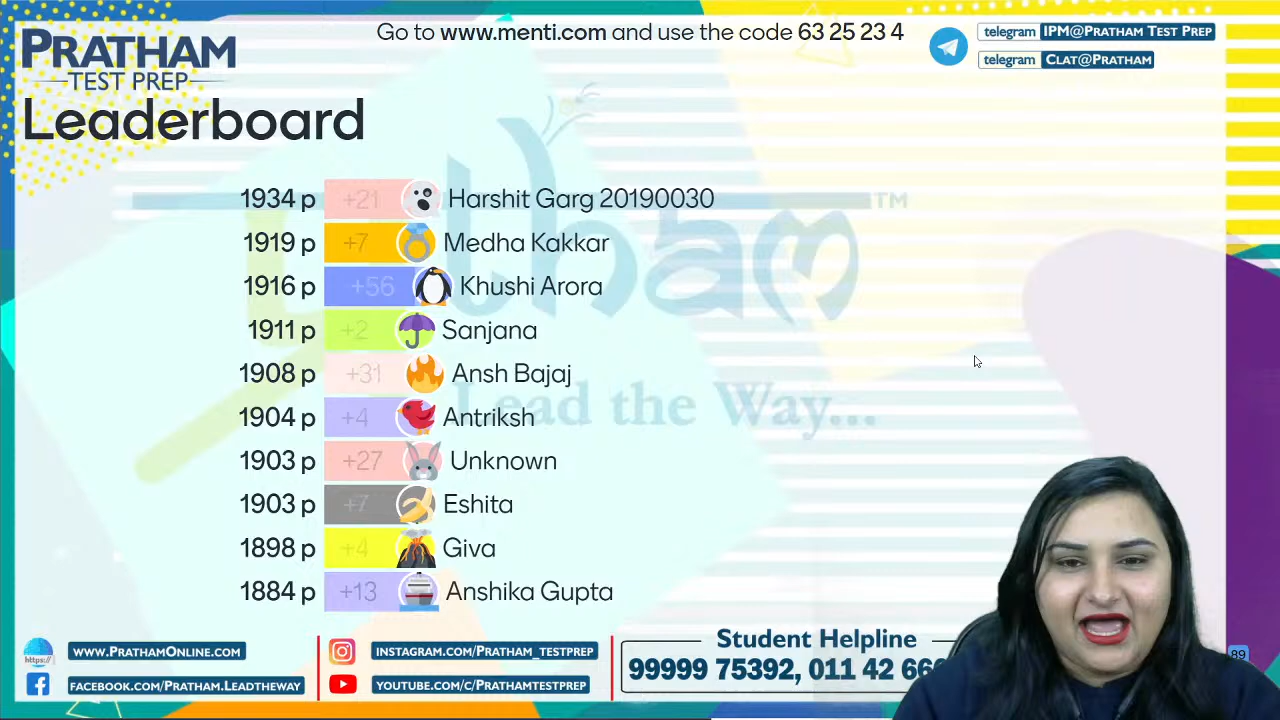 Go to www.menti.com and use the code 63 25 23 4
PRATHAM
TEST PREP
telegram IPM@PRATHAM TEST PREP
telegram CLAT@PRATHAM
Leaderboard
TM
Lead the Way...
1934 p +21 Harshit Garg 20190030
1919 p +7 Medha Kakkar
1916 p +56 Khushi Arora
1911 p +2 Sanjana
1908 p +31 Ansh Bajaj
1904 p +4 Antriksh
1903 p +27 Unknown
1903 p +7 Eshita
1898 p +4 Giva
1884 p +13 Anshika Gupta
https://
WWW.PRATHAMONLINE.COM
FACEBOOK.COM/PRATHAM.LEADTHEWAY
INSTAGRAM.COM/PRATHAM_TESTPREP
YOUTUBE.COM/C/PRATHAMTESTPREP
Student Helpline
99999 75392, 011 42 66
89